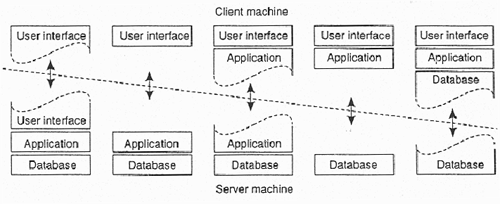 Client machine
User interface User interface User interface User interface User interface
Application Application Application
Database
User interface
Application Application Application
Database Database Database Database Database
Server machine